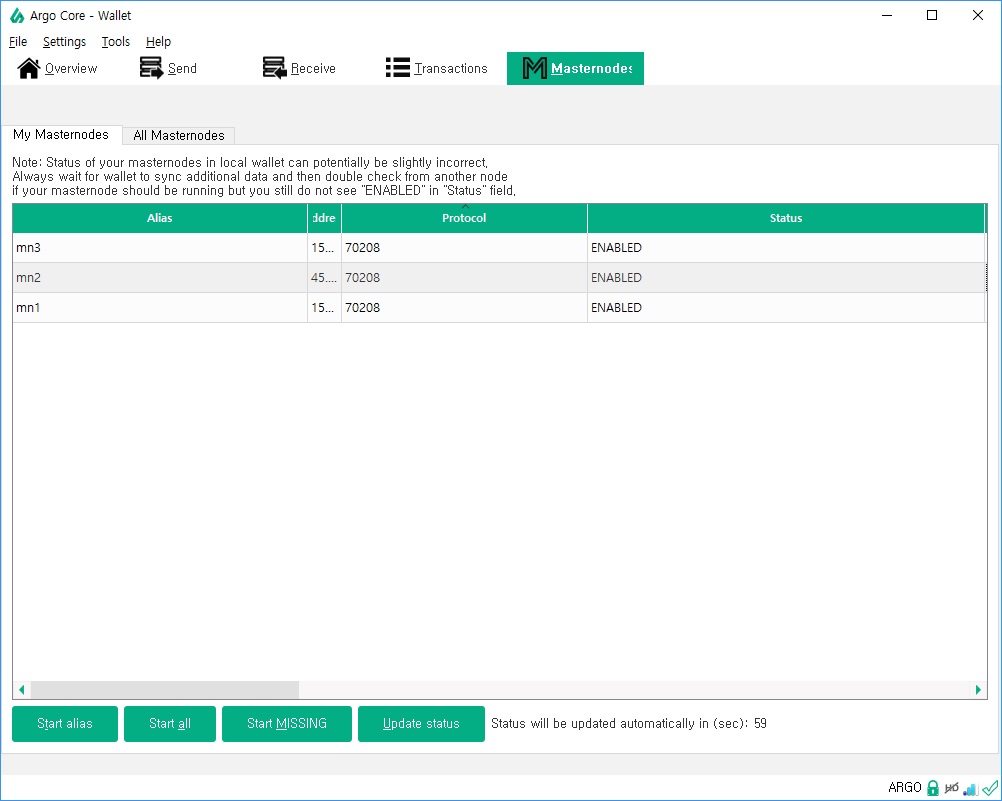 Argo Core - Wallet
File Settings Tools Help
Overview Send Receive Transactions Masternodes
My Masternodes All Masternodes
Note: Status of your masternodes in local wallet can potentially be slightly incorrect.
Always wait for wallet to sync additional data and then double check from another node
if your masternode should be running but you still do not see "ENABLED" in "Status" field.
Alias ddre Protocol Status
mn3 15... 70208 ENABLED
mn2 45.... 70208 ENABLED
mn1 15... 70208 ENABLED
Start alias Start all Start MISSING Update status Status will be updated automatically in (sec): 59
ARGO HD